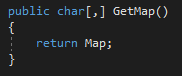 public char[,] GetMap()
{
    return Map;
}